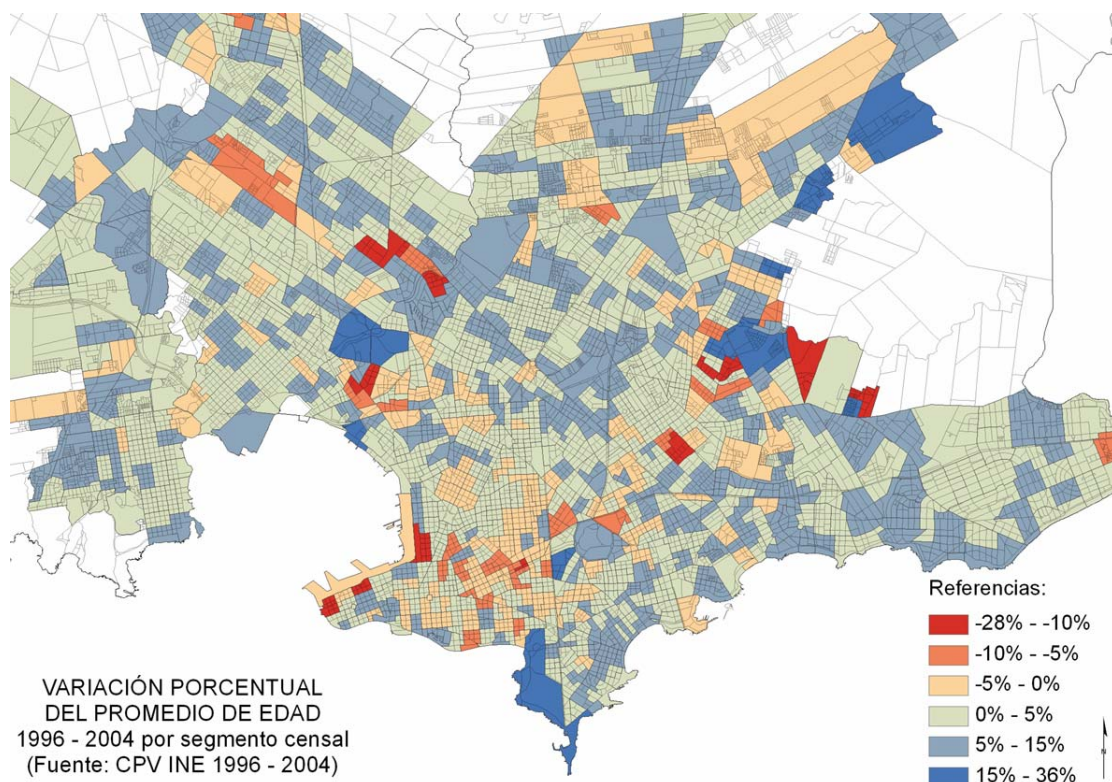 Referencias:
-28% - -10%
-10% - -5%
-5% - 0%
0% - 5%
5% - 15%
15% - 36%
VARIACIÓN PORCENTUAL
DEL PROMEDIO DE EDAD
1996 - 2004 por segmento censal
(Fuente: CPV INE 1996 - 2004)
N